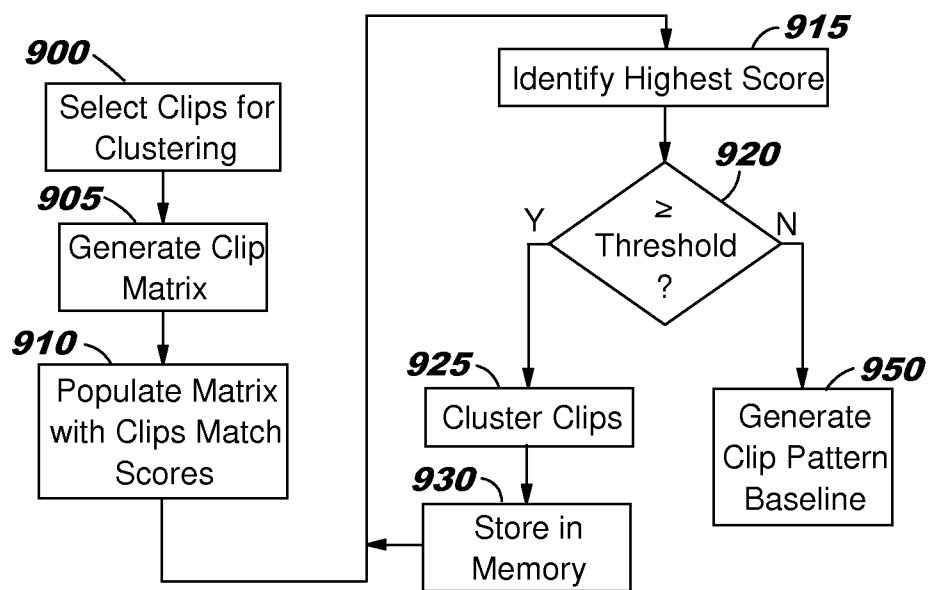 900
Select Clips for
Clustering
905
Generate Clip
Matrix
910
Populate Matrix
with Clips Match
Scores
915
Identify Highest Score
920
≥
Threshold
?
Y
N
925
Cluster Clips
930
Store in
Memory
950
Generate
Clip Pattern
Baseline